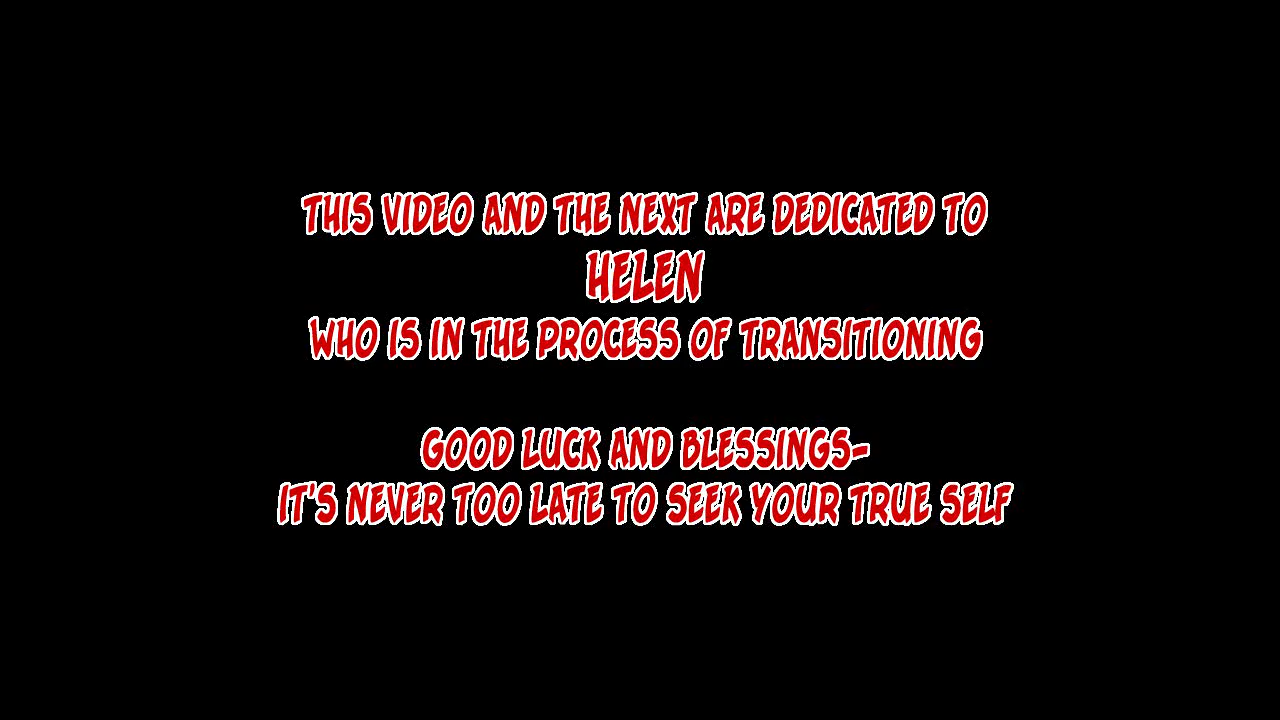 THIS VIDEO AND THE NEXT ARE DEDICATED TO
HELEN
WHO IS IN THE PROCESS OF TRANSITIONING
GOOD LUCK AND BLESSINGS-
IT'S NEVER TOO LATE TO SEEK YOUR TRUE SELF